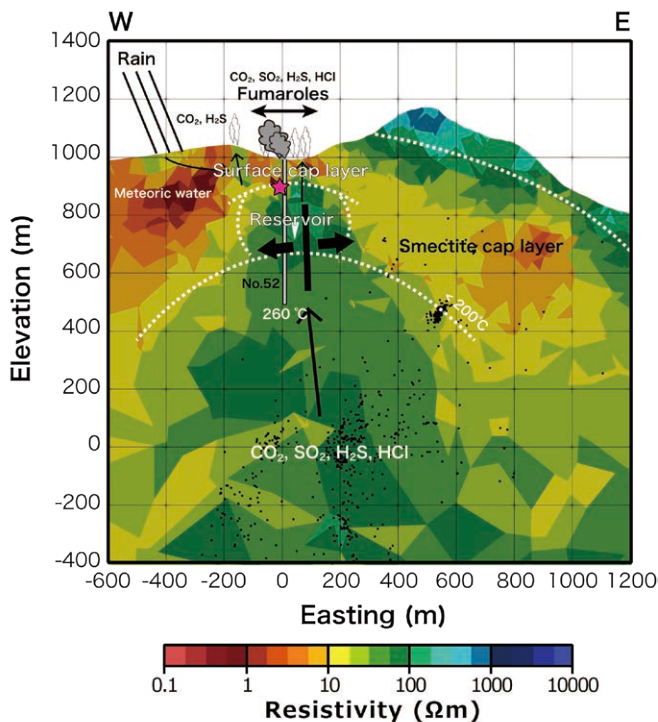 W
E
1400
1200
1000
800
600
400
200
0
-200
-400
Elevation (m)
Rain
CO₂, SO₂, H₂S, HCl
Fumaroles
CO₂, H₂S
Surface cap layer
Meteoric water
Reservoir
Smectite cap layer
No.52
260 ℃
< 200℃
CO₂, SO₂, H₂S, HCl
-600 -400 -200 0 200 400 600 800 1000 1200
Easting (m)
0.1 1 10 100 1000 10000
Resistivity (Ωm)